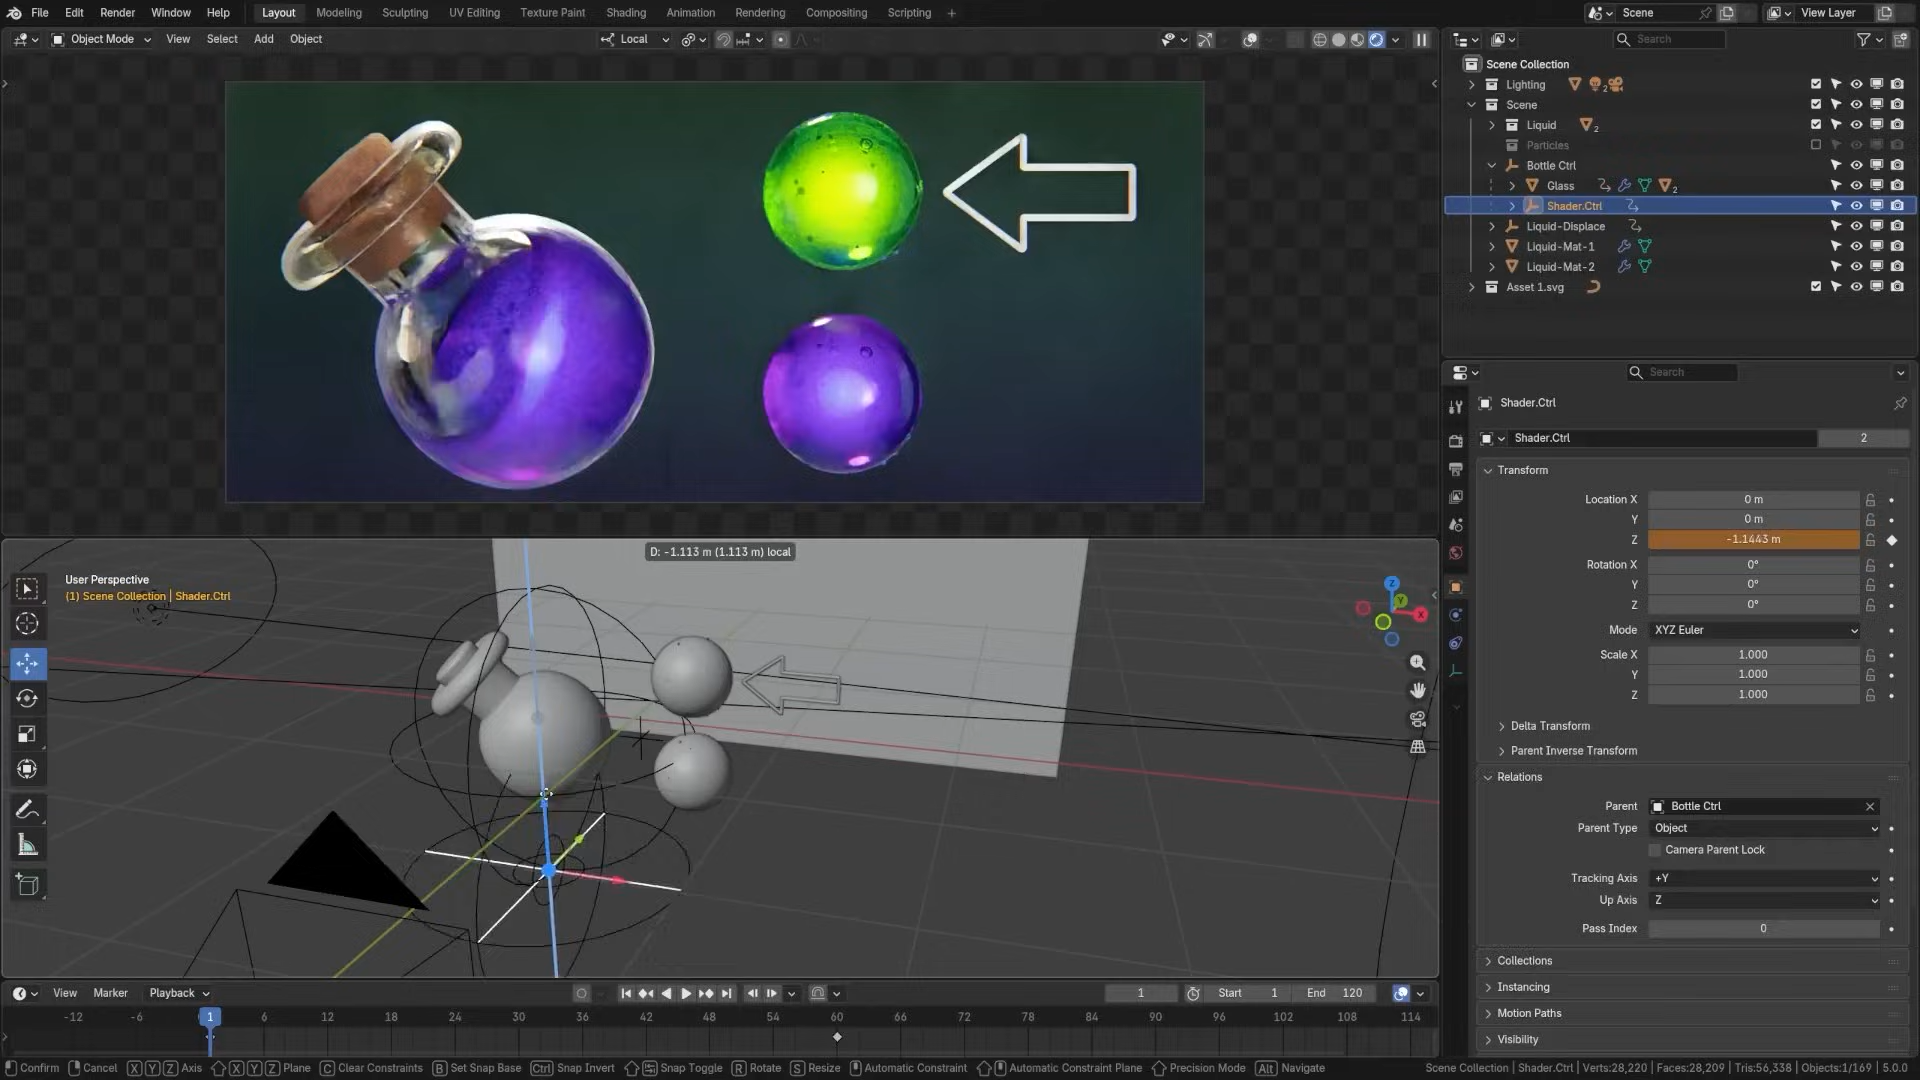 File Edit Render Window Help Layout Modeling Sculpting UV Editing Texture Paint Shading Animation Rendering Compositing Scripting + Scene View Layer
Object Mode View Select Add Object Local Search
Scene Collection
Lighting 2
Scene
Liquid 2
Particles
Bottle Ctrl
Glass 2
Shader.Ctrl
Liquid-Displace
Liquid-Mat-1
Liquid-Mat-2
Asset 1.svg
Search
Shader.Ctrl
Shader.Ctrl 2
Transform
Location X 0 m
Y 0 m
Z -1.1443 m
Rotation X 0°
Y 0°
Z 0°
Mode XYZ Euler
Scale X 1.000
Y 1.000
Z 1.000
Delta Transform
Parent Inverse Transform
Relations
Parent Bottle Ctrl
Parent Type Object
Camera Parent Lock
Tracking Axis +Y
Up Axis Z
Pass Index 0
Collections
Instancing
Motion Paths
Visibility
D: -1.113 m (1.113 m) local
User Perspective
(1) Scene Collection | Shader.Ctrl
Z
Y
X
View Marker Playback 1 Start 1 End 120
-12 -6 1 6 12 18 24 30 36 42 48 54 60 66 72 78 84 90 96 102 108 114
Confirm Cancel X Y Z Axis X Y Z Plane C Clear Constraints B Set Snap Base Ctrl Snap Invert Snap Toggle R Rotate S Resize Automatic Constraint Automatic Constraint Plane Precision Mode Alt Navigate Scene Collection | Shader.Ctrl | Verts:28,220 | Faces:28,209 | Tris:56,338 | Objects:1/169 | 5.0.0